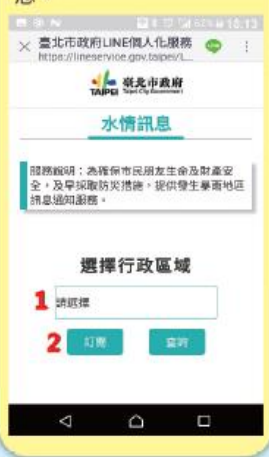 62% 10:13
臺北市政府LINE個人化服務
https://lineservice.gov.taipei/L...
臺北市政府
TAIPEI Taipei City Government
水情訊息
服務說明：為確保市民朋友生命及財產安
全，及早採取防災措施，提供發生暴雨地區
訊息通知服務。
選擇行政區域
1 請選擇
2 訂閱 查詢